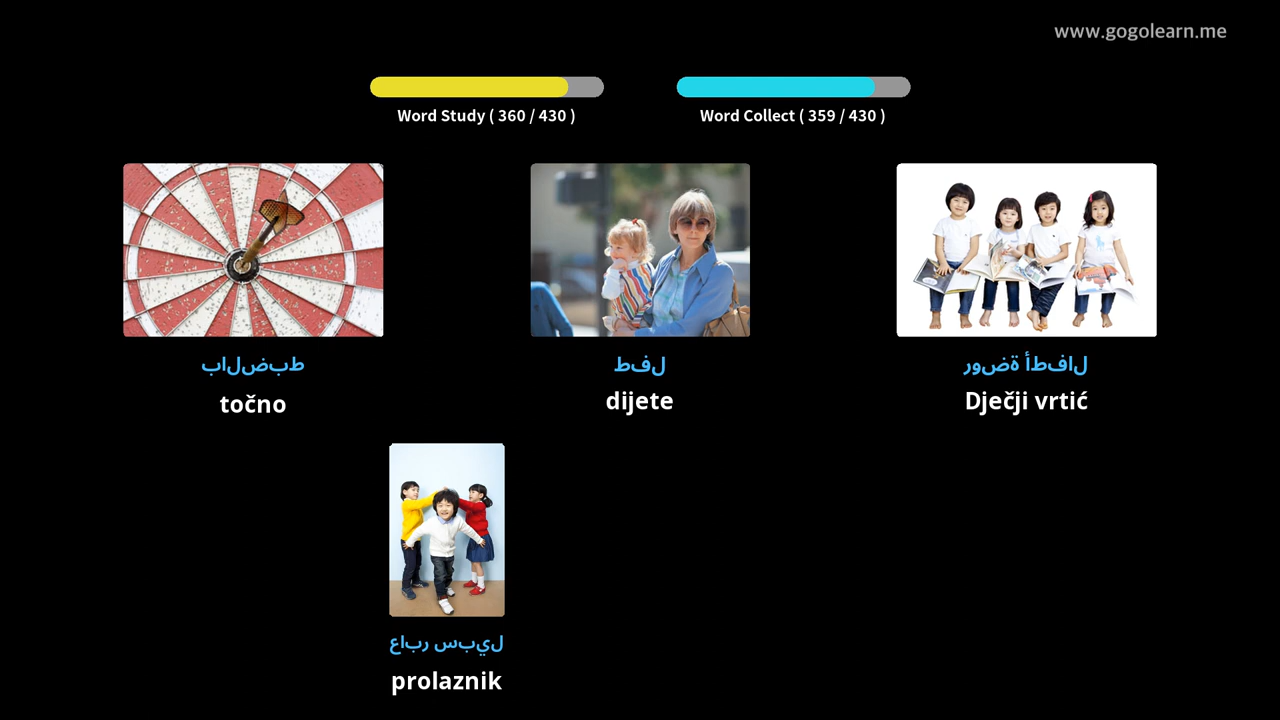 www.gogolearn.me
Word Study ( 360 / 430 )
Word Collect ( 359 / 430 )
بالضبط
točno
طفل
dijete
روضة أطفال
Dječji vrtić
عابر سبيل
prolaznik